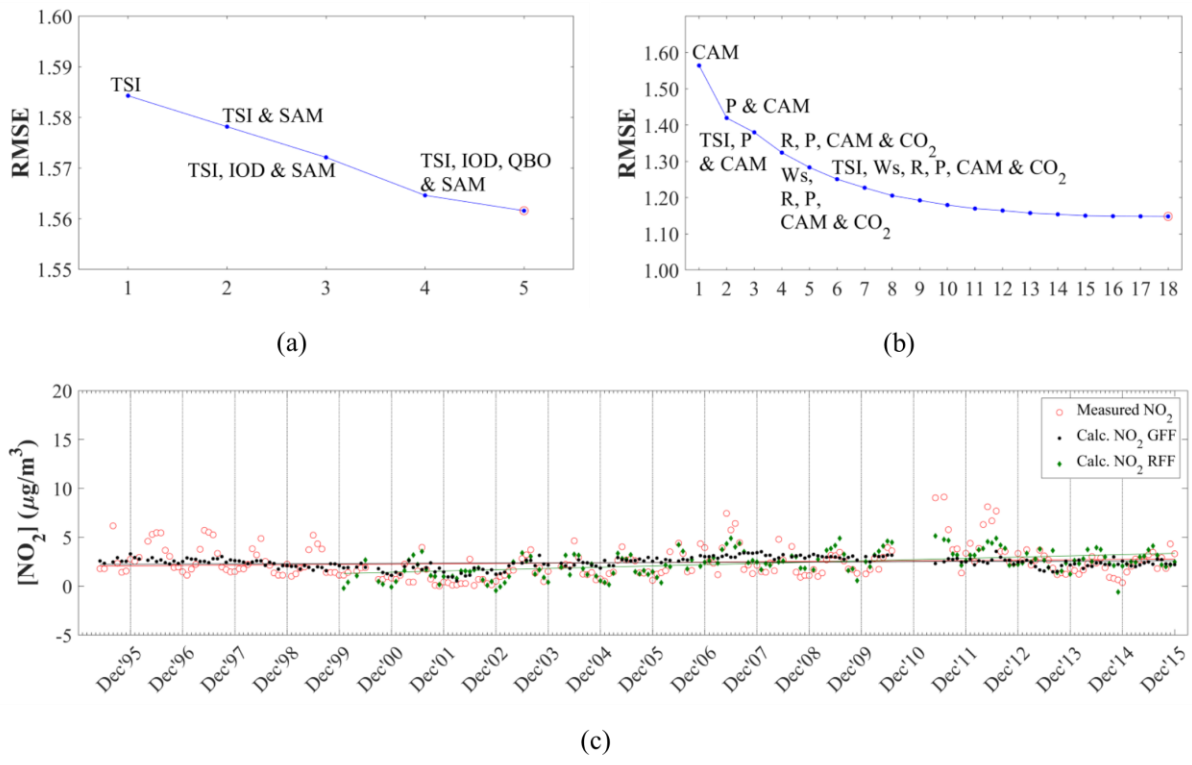 RMSE
1.60
1.59
1.58
1.57
1.56
1.55
TSI
TSI & SAM
TSI, IOD & SAM
TSI, IOD, QBO
& SAM
1 2 3 4 5
(a)
RMSE
1.60
1.50
1.40
1.30
1.20
1.10
1.00
CAM
P & CAM
TSI, P
& CAM
R, P, CAM & CO2
Ws,
R, P,
CAM & CO2
TSI, Ws, R, P, CAM & CO2
1 2 3 4 5 6 7 8 9 10 11 12 13 14 15 16 17 18
(b)
[NO2] (μg/m3)
20
15
10
5
0
-5
Measured NO2
Calc. NO2 GFF
Calc. NO2 RFF
Dec'95 Dec'96 Dec'97 Dec'98 Dec'99 Dec'00 Dec'01 Dec'02 Dec'03 Dec'04 Dec'05 Dec'06 Dec'07 Dec'08 Dec'09 Dec'10 Dec'11 Dec'12 Dec'13 Dec'14 Dec'15
(c)